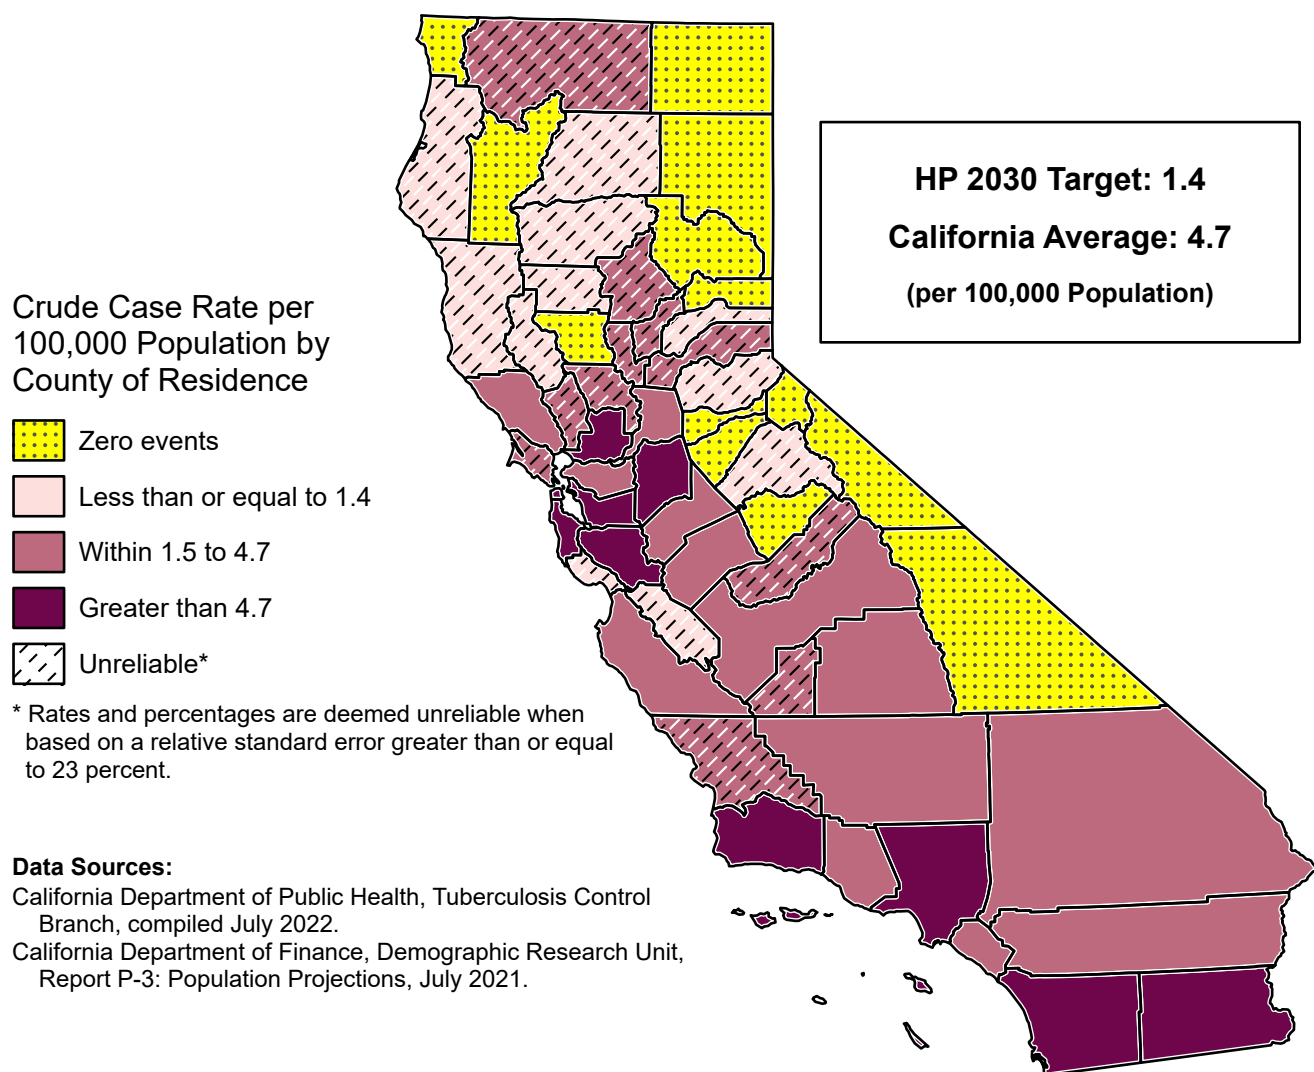 HP 2030 Target: 1.4
California Average: 4.7
(per 100,000 Population)
Crude Case Rate per
100,000 Population by
County of Residence
Zero events
Less than or equal to 1.4
Within 1.5 to 4.7
Greater than 4.7
Unreliable*
* Rates and percentages are deemed unreliable when
based on a relative standard error greater than or equal
to 23 percent.
Data Sources:
California Department of Public Health, Tuberculosis Control
Branch, compiled July 2022.
California Department of Finance, Demographic Research Unit,
Report P-3: Population Projections, July 2021.